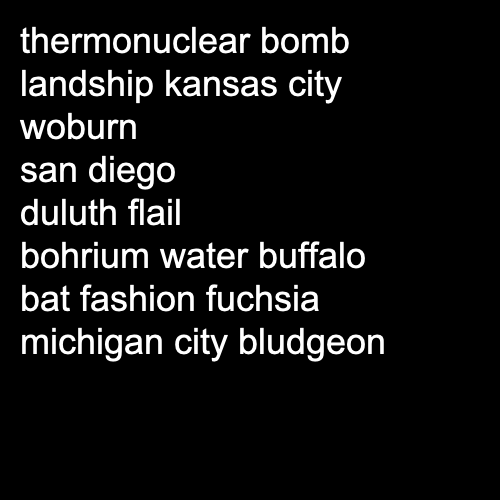 thermonuclear bomb
landship kansas city
woburn
san diego
duluth flail
bohrium water buffalo
bat fashion fuchsia
michigan city bludgeon